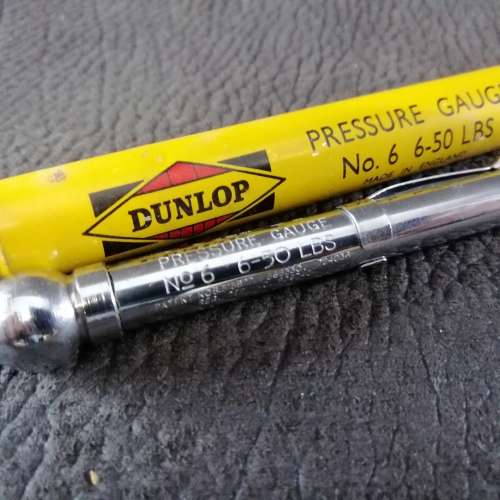 PRESSURE GAUGE
No. 6 6-50 LBS
MADE IN ENGLAND
DUNLOP
PRESSURE GAUGE
No 6 6-50 LBS